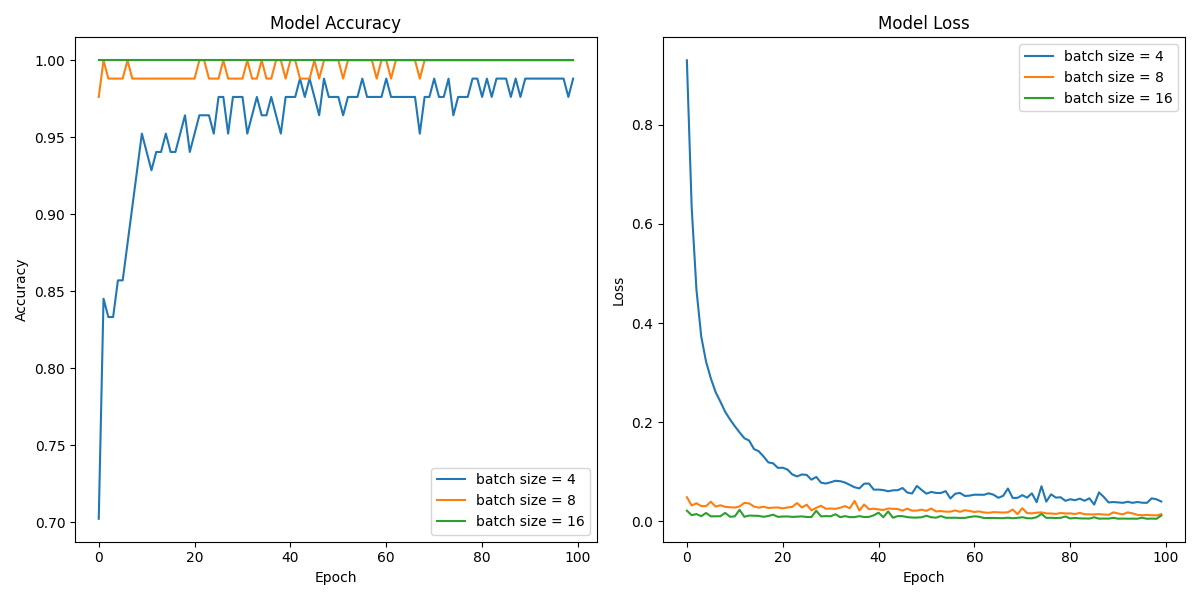 Model Accuracy
1.00
0.95
0.90
0.85
0.80
0.75
0.70
Accuracy
0
20
40
60
80
100
Epoch
batch size = 4
batch size = 8
batch size = 16
Model Loss
0.8
0.6
0.4
0.2
0.0
Loss
0
20
40
60
80
100
Epoch
batch size = 4
batch size = 8
batch size = 16